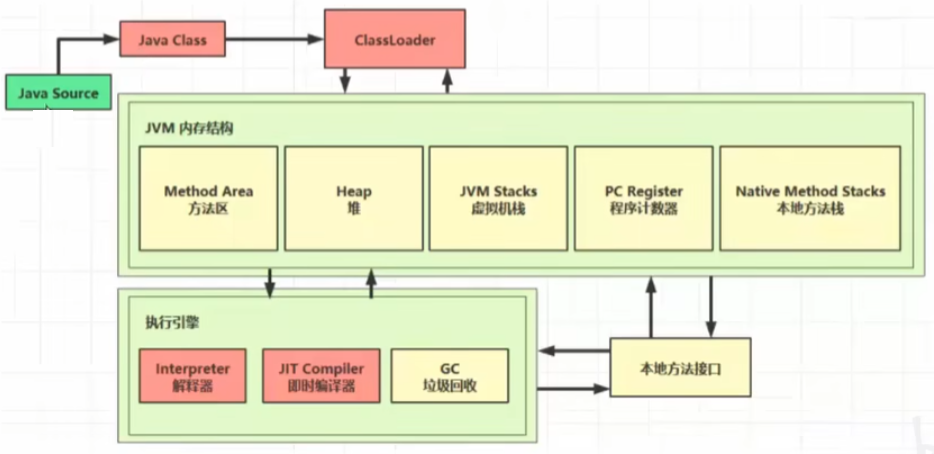 Java Class
ClassLoader
Java Source
JVM 内存结构
Method Area
方法区
Heap
堆
JVM Stacks
虚拟机栈
PC Register
程序计数器
Native Method Stacks
本地方法栈
执行引擎
Interpreter
解释器
JIT Compiler
即时编译器
GC
垃圾回收
本地方法接口